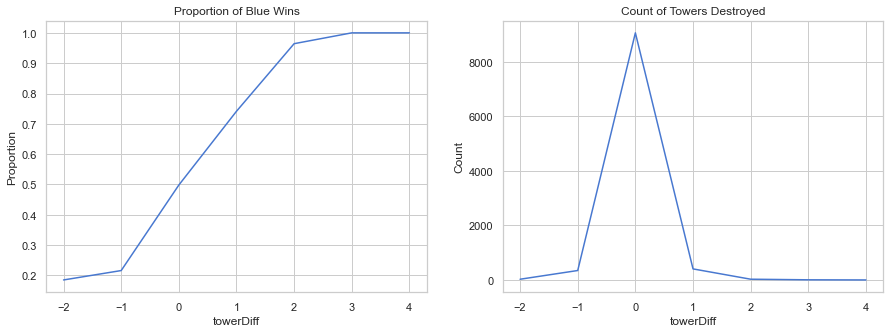 Proportion of Blue Wins
1.0
0.9
0.8
0.7
0.6
0.5
0.4
0.3
0.2
Proportion
−2 −1 0 1 2 3 4
towerDiff
Count of Towers Destroyed
8000
6000
4000
2000
0
Count
−2 −1 0 1 2 3 4
towerDiff